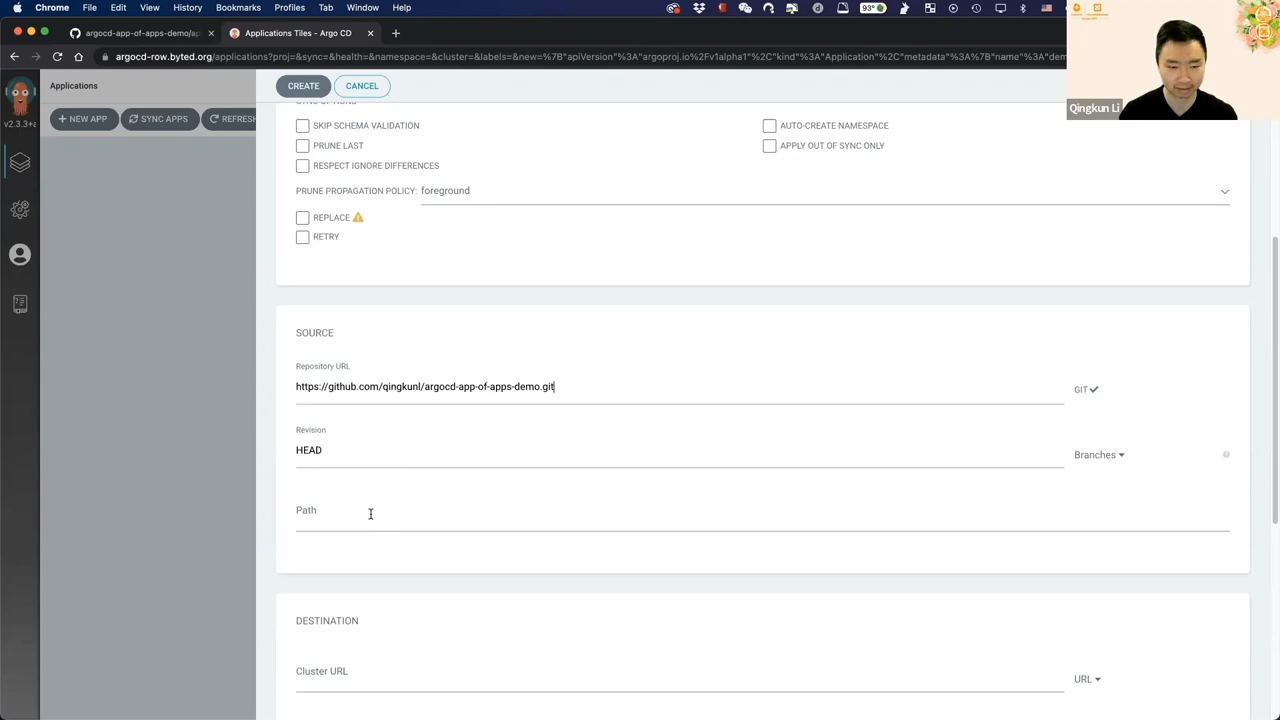 Chrome File Edit View History Bookmarks Profiles Tab Window Help 93°
argocd-app-of-apps-demo/ap
Applications Tiles - Argo CD
argocd-row.byted.org/applications?proj=&sync=&health=&namespace=&cluster=&labels=&new=%7B"apiVersion"%3A"argoproj.io%2Fv1alpha1"%2C"kind"%3A"Application"%2C"metadata"%3A%7B"name"%3A"den
Qingkun Li
Applications
v2.3.3+
NEW APP
SYNC APPS
REFRESH
CREATE
CANCEL
SKIP SCHEMA VALIDATION
AUTO-CREATE NAMESPACE
PRUNE LAST
APPLY OUT OF SYNC ONLY
RESPECT IGNORE DIFFERENCES
PRUNE PROPAGATION POLICY: foreground
REPLACE
RETRY
SOURCE
Repository URL
https://github.com/qingkunl/argocd-app-of-apps-demo.git
GIT
Revision
HEAD
Branches
Path
DESTINATION
Cluster URL
URL